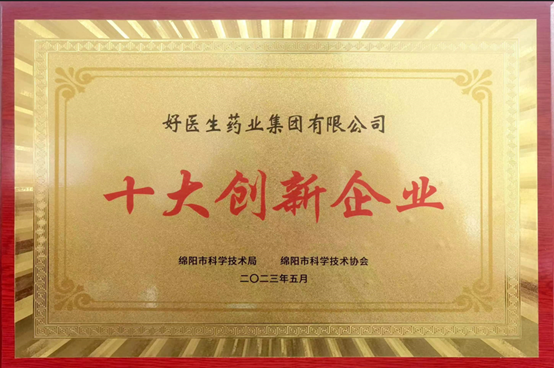 好医生药业集团有限公司
十大创新企业
绵阳市科学技术局 绵阳市科学技术协会
二〇二三年五月